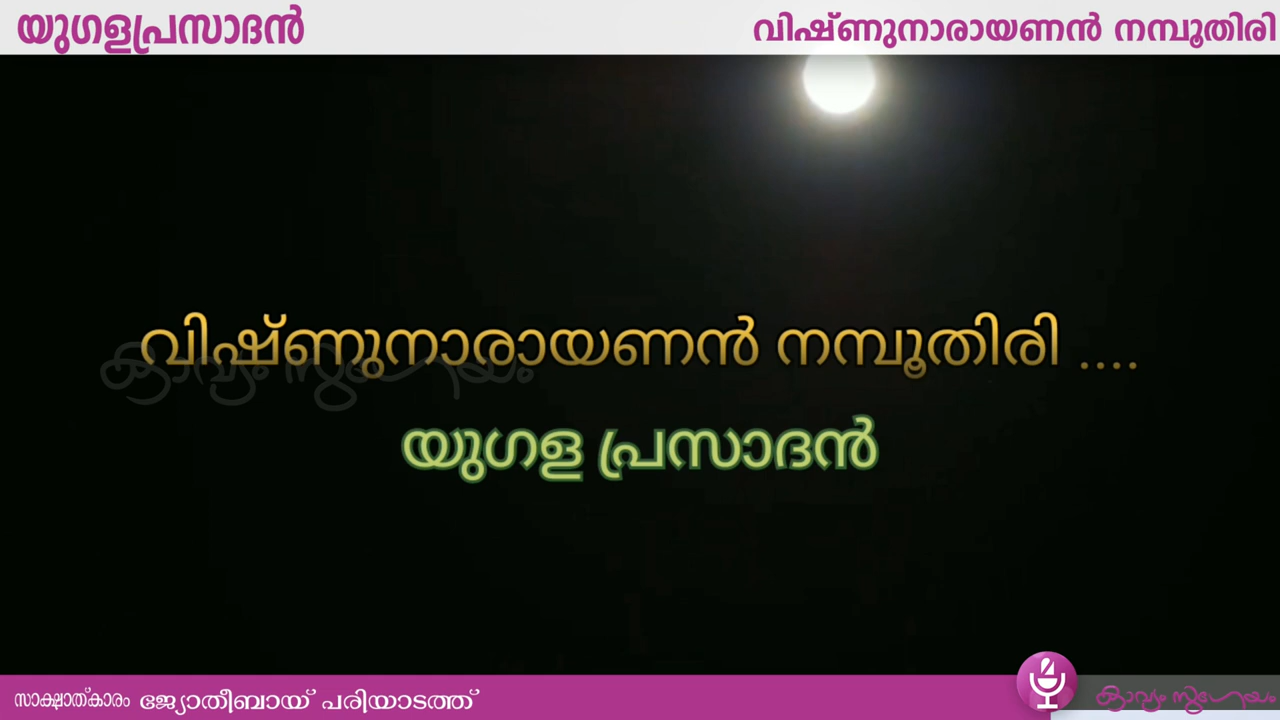 യുഗളപ്രസാദൻ
വിഷ്ണുനാരായണൻ നമ്പൂതിരി
വിഷ്ണുനാരായണൻ നമ്പൂതിരി ....
കാവ്യം സുഗേയം
യുഗള പ്രസാദൻ
സാക്ഷാത്കാരം ജ്യോതീബായ് പരിയാടത്ത്
കാവ്യം സുഗേയം